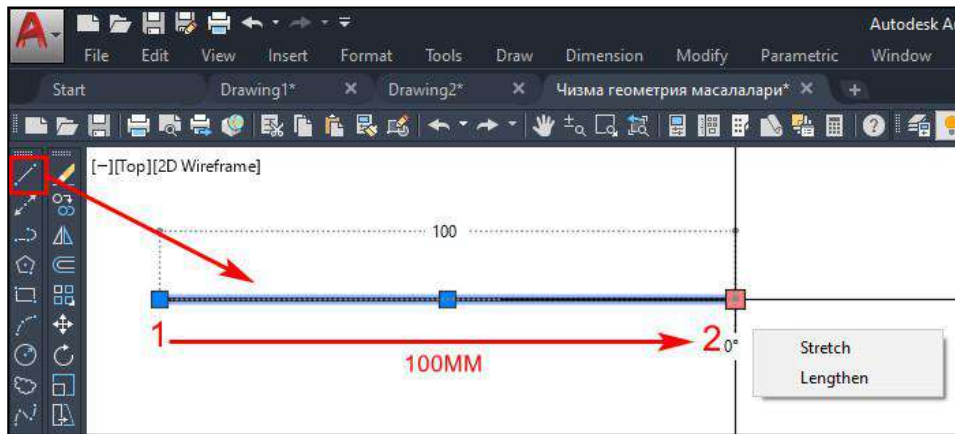 Autodesk A
File Edit View Insert Format Tools Draw Dimension Modify Parametric Window
Start Drawing1* Drawing2* Чизма геометрия масалалари*
[−][Top][2D Wireframe]
100
1 2 0°
100MM
Stretch
Lengthen